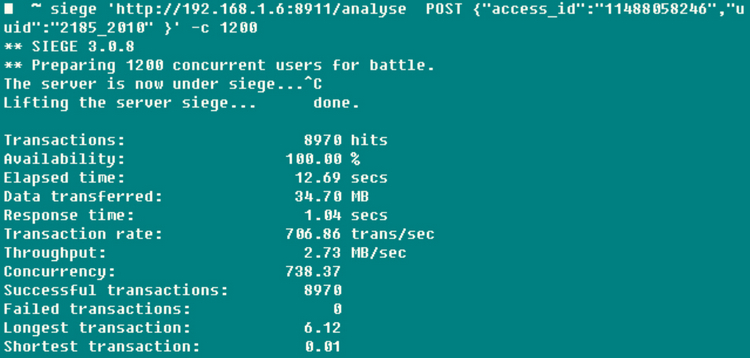 ~ siege 'http://192.168.1.6:8911/analyse  POST {"access_id":"11488058246","u
uid":"2185_2010" }' -c 1200
** SIEGE 3.0.8
** Preparing 1200 concurrent users for battle.
The server is now under siege...^C
Lifting the server siege...      done.
Transactions: 8970 hits
Availability: 100.00 %
Elapsed time: 12.69 secs
Data transferred: 34.70 MB
Response time: 1.04 secs
Transaction rate: 706.86 trans/sec
Throughput: 2.73 MB/sec
Concurrency: 738.37
Successful transactions: 8970
Failed transactions: 0
Longest transaction: 6.12
Shortest transaction: 0.01